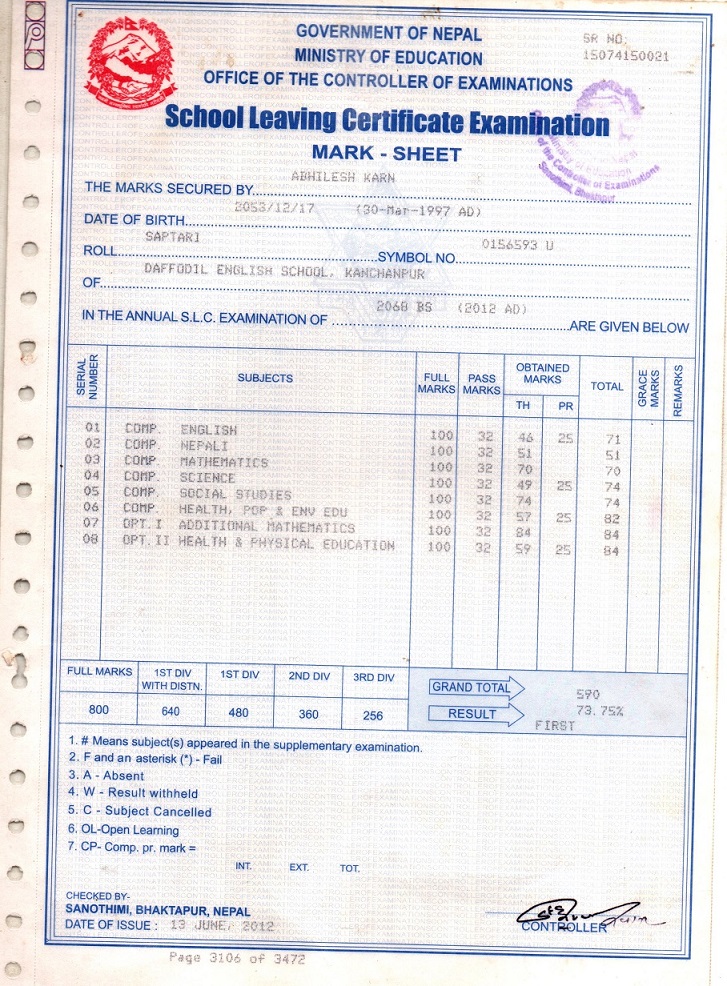 GOVERNMENT OF NEPAL
MINISTRY OF EDUCATION
OFFICE OF THE CONTROLLER OF EXAMINATIONS
SR NO.
15074150021
School Leaving Certificate Examination
MARK - SHEET
of the Controller of Examinations
Sanothimi, Bhaktapur
THE MARKS SECURED BY ABHILESH KARN
DATE OF BIRTH 2053/12/17 (30-Mar-1997 AD)
ROLL SAPTARI SYMBOL NO. 0156593 U
OF DAFFODIL ENGLISH SCHOOL, KANCHANPUR
IN THE ANNUAL S.L.C. EXAMINATION OF 2068 BS (2012 AD) ARE GIVEN BELOW
SERIAL NUMBER SUBJECTS FULL MARKS PASS MARKS OBTAINED MARKS TH PR TOTAL GRACE MARKS REMARKS
01 COMP. ENGLISH 100 32 46 25 71
02 COMP. NEPALI 100 32 51 51
03 COMP. MATHEMATICS 100 32 70 70
04 COMP. SCIENCE 100 32 49 25 74
05 COMP. SOCIAL STUDIES 100 32 74 74
06 COMP. HEALTH, POP & ENV EDU 100 32 57 25 82
07 OPT.I ADDITIONAL MATHEMATICS 100 32 84 84
08 OPT.II HEALTH & PHYSICAL EDUCATION 100 32 59 25 84
FULL MARKS 1ST DIV WITH DISTN. 1ST DIV 2ND DIV 3RD DIV
800 640 480 360 256
GRAND TOTAL 590
73.75%
RESULT FIRST
1. # Means subject(s) appeared in the supplementary examination.
2. F and an asterisk (*) - Fail
3. A - Absent
4. W - Result withheld
5. C - Subject Cancelled
6. OL-Open Learning
7. CP- Comp. pr. mark =
INT. EXT. TOT.
CHECKED BY-
SANOTHIMI, BHAKTAPUR, NEPAL
DATE OF ISSUE : 13 JUNE, 2012
CONTROLLER
Page 3106 of 3472